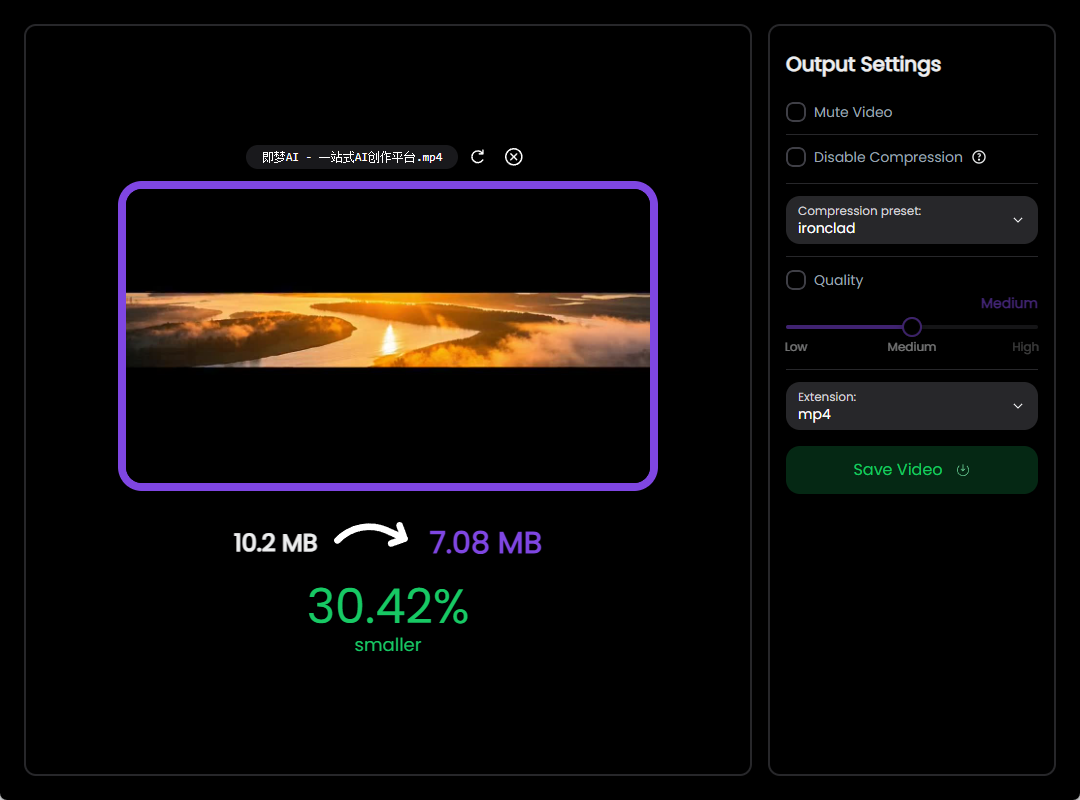 即梦AI - 一站式AI创作平台.mp4
10.2 MB
7.08 MB
30.42%
smaller
Output Settings
Mute Video
Disable Compression
Compression preset:
ironclad
Quality
Medium
Low Medium High
Extension:
mp4
Save Video